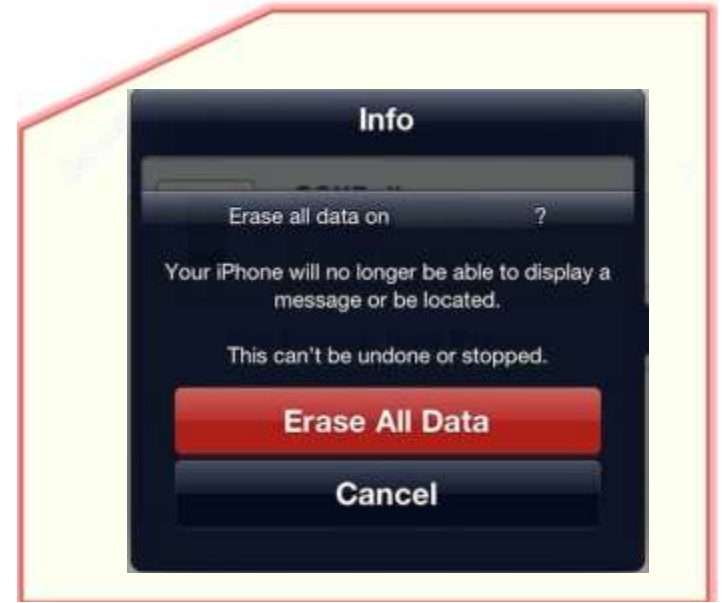 Info
Erase all data on ?
Your iPhone will no longer be able to display a
message or be located.
This can't be undone or stopped.
Erase All Data
Cancel